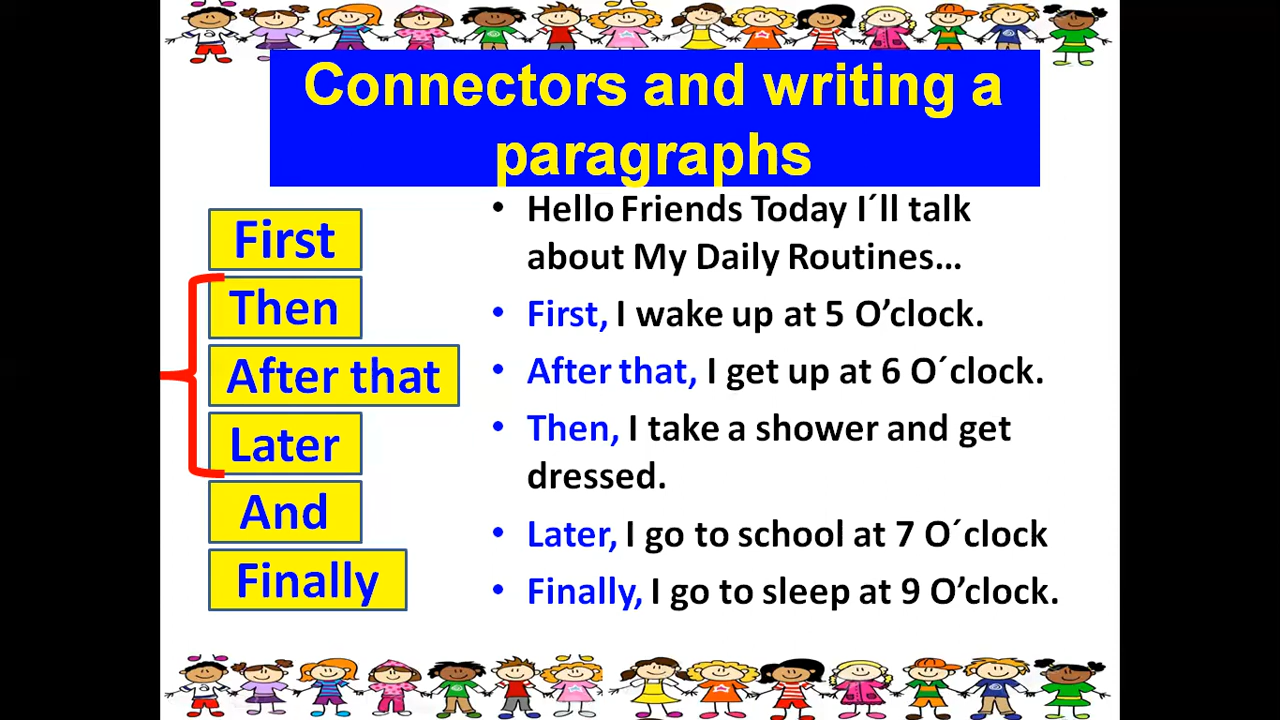 Connectors and writing a
paragraphs
First
Then
After that
Later
And
Finally
• Hello Friends Today I´ll talk
about My Daily Routines...
• First, I wake up at 5 O’clock.
• After that, I get up at 6 O´clock.
• Then, I take a shower and get
dressed.
• Later, I go to school at 7 O´clock
• Finally, I go to sleep at 9 O’clock.